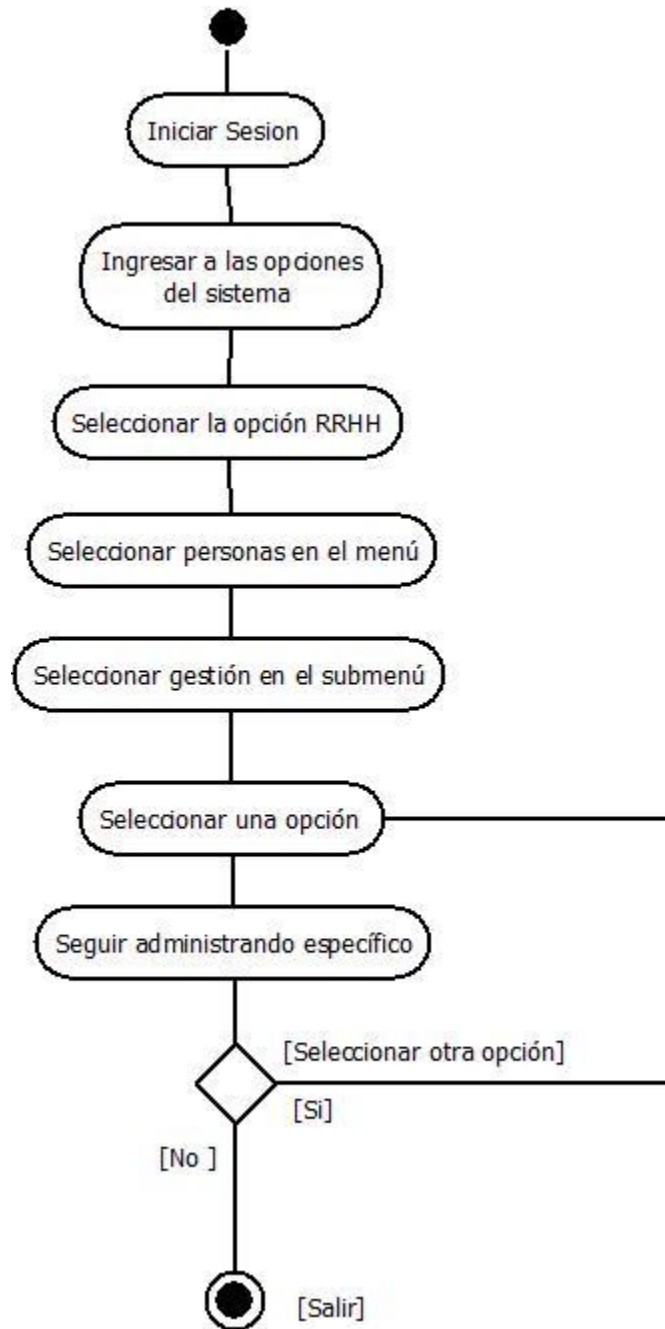 Iniciar Sesion
Ingresar a las opciones
del sistema
Seleccionar la opción RRHH
Seleccionar personas en el menú
Seleccionar gestión en el submenú
Seleccionar una opción
Seguir administrando específico
[Seleccionar otra opción]
[Si]
[No ]
[Salir]